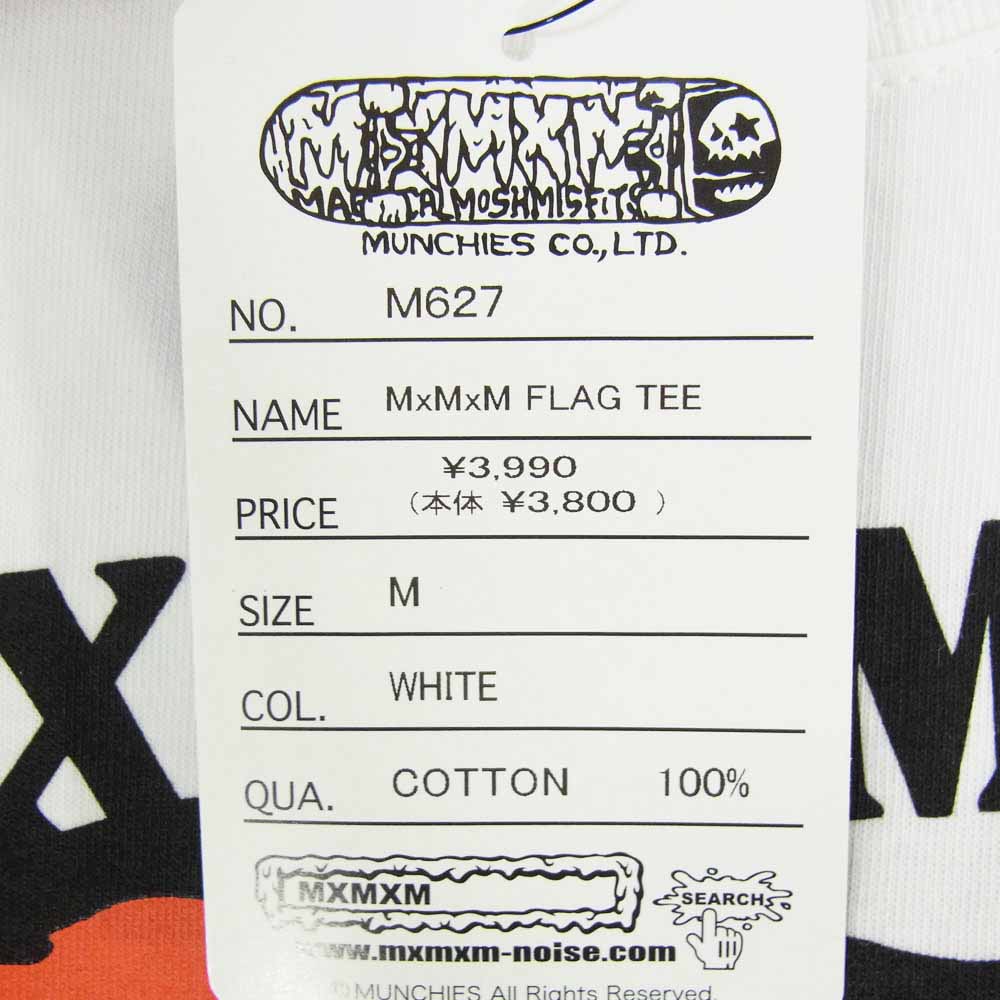 MXMXM
MAGICAL MOSH MISFITS
MUNCHIES CO.,LTD.
NO. M627
NAME MxMxM FLAG TEE
PRICE ¥3,990
(本体 ¥3,800 )
SIZE M
COL. WHITE
QUA. COTTON 100%
X M
MXMXM SEARCH
www.mxmxm-noise.com
©MUNCHIES All Rights Reserved.